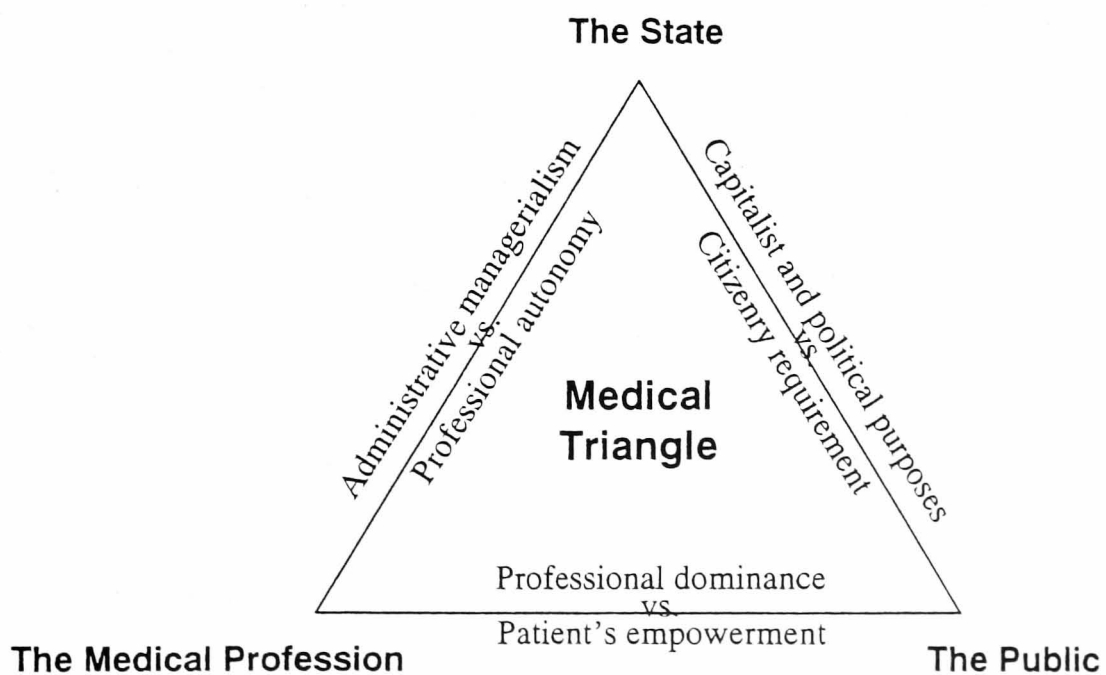 The State
Administrative managerialism
vs.
Professional autonomy
Capitalist and political purposes
vs.
Citizenry requirement
Medical
Triangle
Professional dominance
vs.
Patient's empowerment
The Medical Profession
The Public